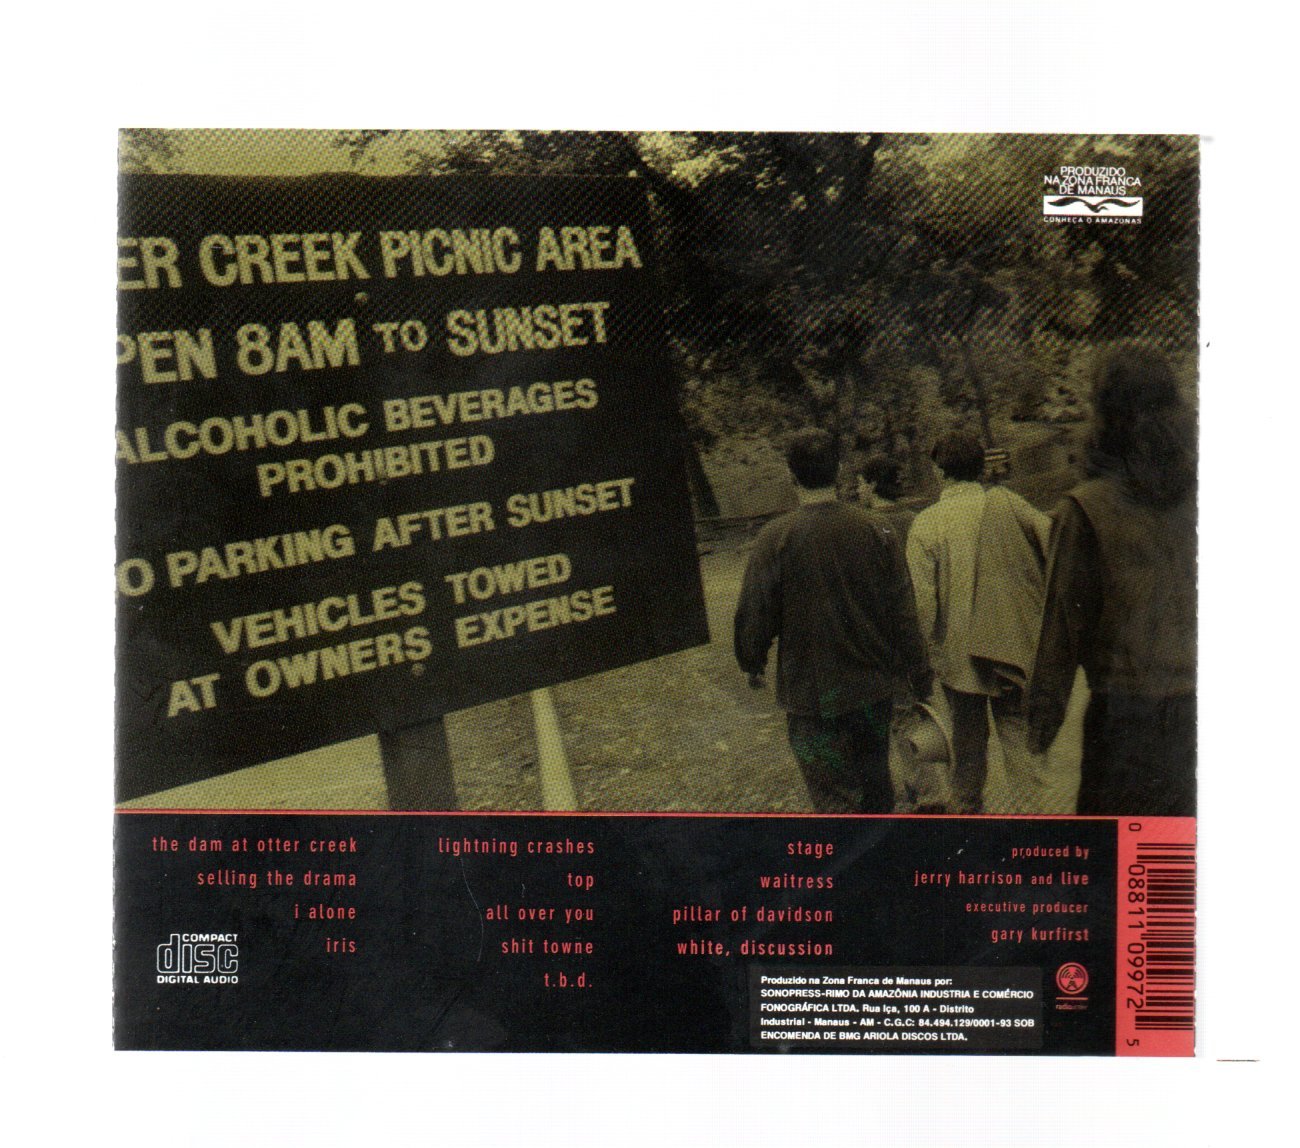 PRODUZIDO
NA ZONA FRANCA
DE MANAUS
CONHEÇA O AMAZONAS
ER CREEK PICNIC AREA
PEN 8AM TO SUNSET
ALCOHOLIC BEVERAGES
PROHIBITED
O PARKING AFTER SUNSET
VEHICLES TOWED
AT OWNERS EXPENSE
the dam at otter creek
selling the drama
i alone
iris
lightning crashes
top
all over you
shit towne
t.b.d.
stage
waitress
pillar of davidson
white, discussion
produced by
jerry harrison and live
executive producer
gary kurfirst
COMPACT
disc
DIGITAL AUDIO
Produzido na Zona Franca de Manaus por:
SONOPRESS-RIMO DA AMAZÔNIA INDUSTRIA E COMÉRCIO
FONOGRÁFICA LTDA. Rua Iça, 100 A - Distrito
Industrial - Manaus - AM - C.G.C: 84.494.129/0001-93 SOB
ENCOMENDA DE BMG ARIOLA DISCOS LTDA.
0 08811 09972 5